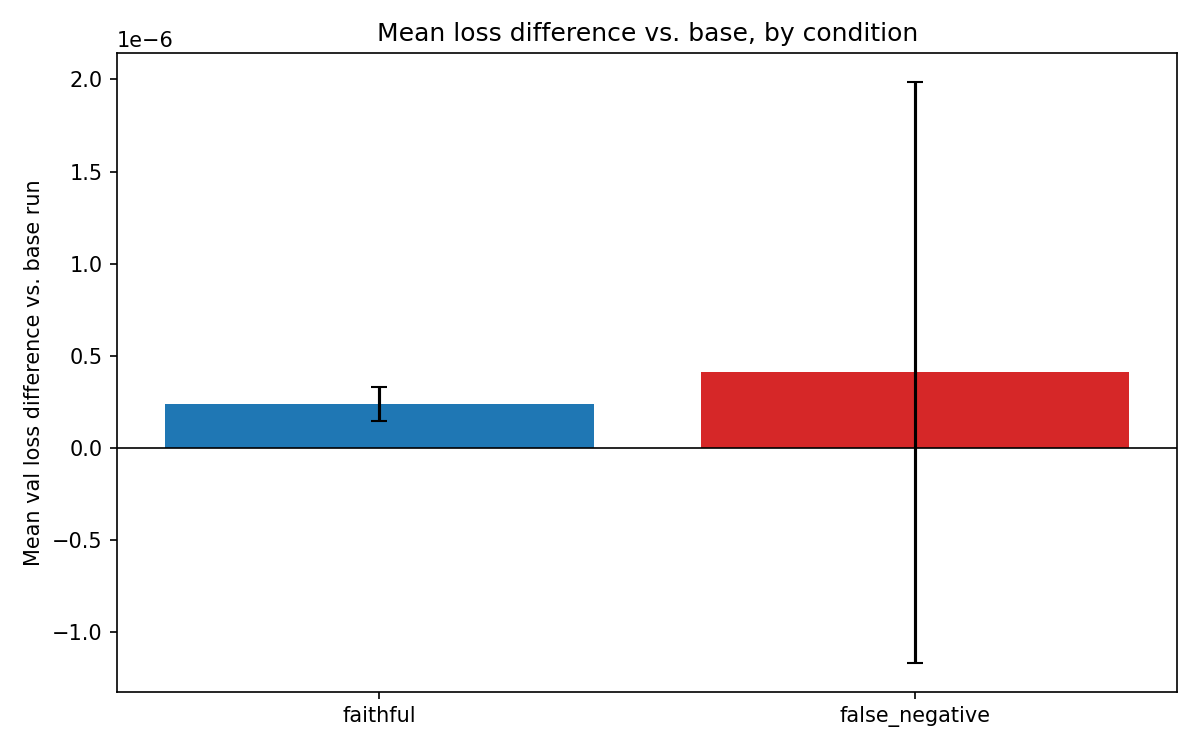 Mean loss difference vs. base, by condition
1e−6
Mean val loss difference vs. base run
2.0
1.5
1.0
0.5
0.0
−0.5
−1.0
faithful
false_negative